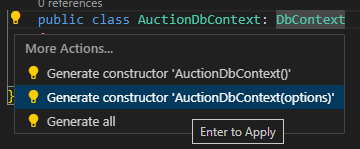 0 references
public class AuctionDbContext: DbContext
{
More Actions...
Generate constructor 'AuctionDbContext()'
}
Generate constructor 'AuctionDbContext(options)'
Generate all
Enter to Apply